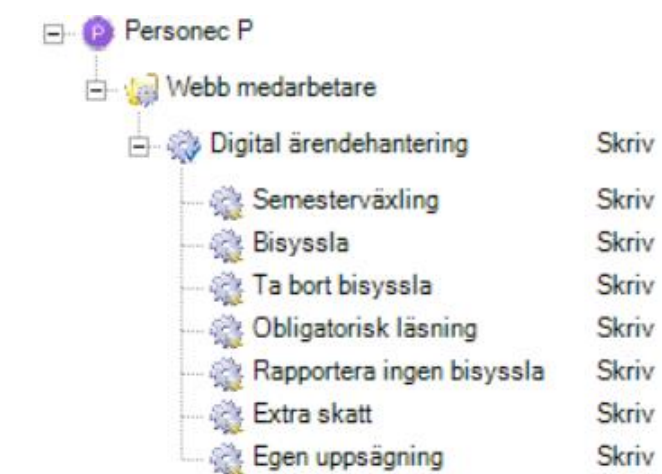 P Personec P
Webb medarbetare
Digital ärendehantering Skriv
Semesterväxling Skriv
Bisyssla Skriv
Ta bort bisyssla Skriv
Obligatorisk läsning Skriv
Rapportera ingen bisyssla Skriv
Extra skatt Skriv
Egen uppsägning Skriv